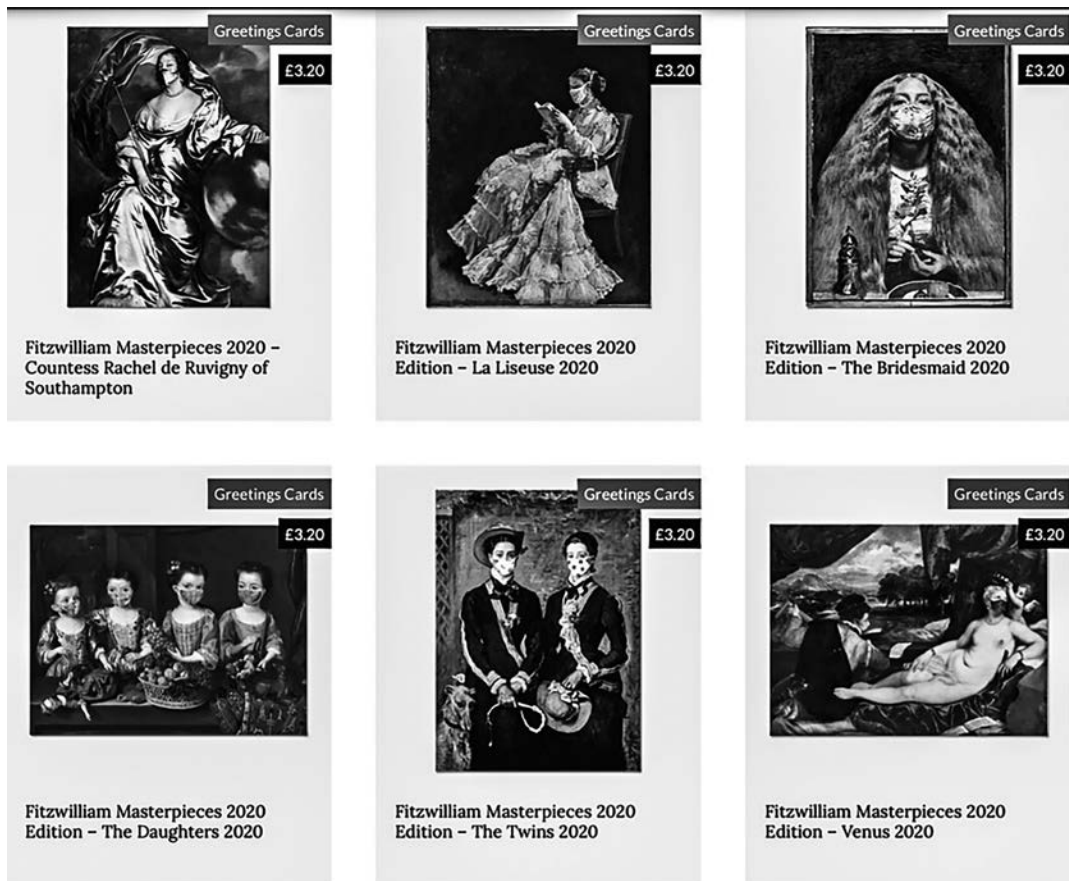 Greetings Cards
£3.20
Fitzwilliam Masterpieces 2020 –
Countess Rachel de Ruvigny of
Southampton
Greetings Cards
£3.20
Fitzwilliam Masterpieces 2020
Edition – La Liseuse 2020
Greetings Cards
£3.20
Fitzwilliam Masterpieces 2020
Edition – The Bridesmaid 2020
Greetings Cards
£3.20
Fitzwilliam Masterpieces 2020
Edition – The Daughters 2020
Greetings Cards
£3.20
Fitzwilliam Masterpieces 2020
Edition – The Twins 2020
Greetings Cards
£3.20
Fitzwilliam Masterpieces 2020
Edition – Venus 2020